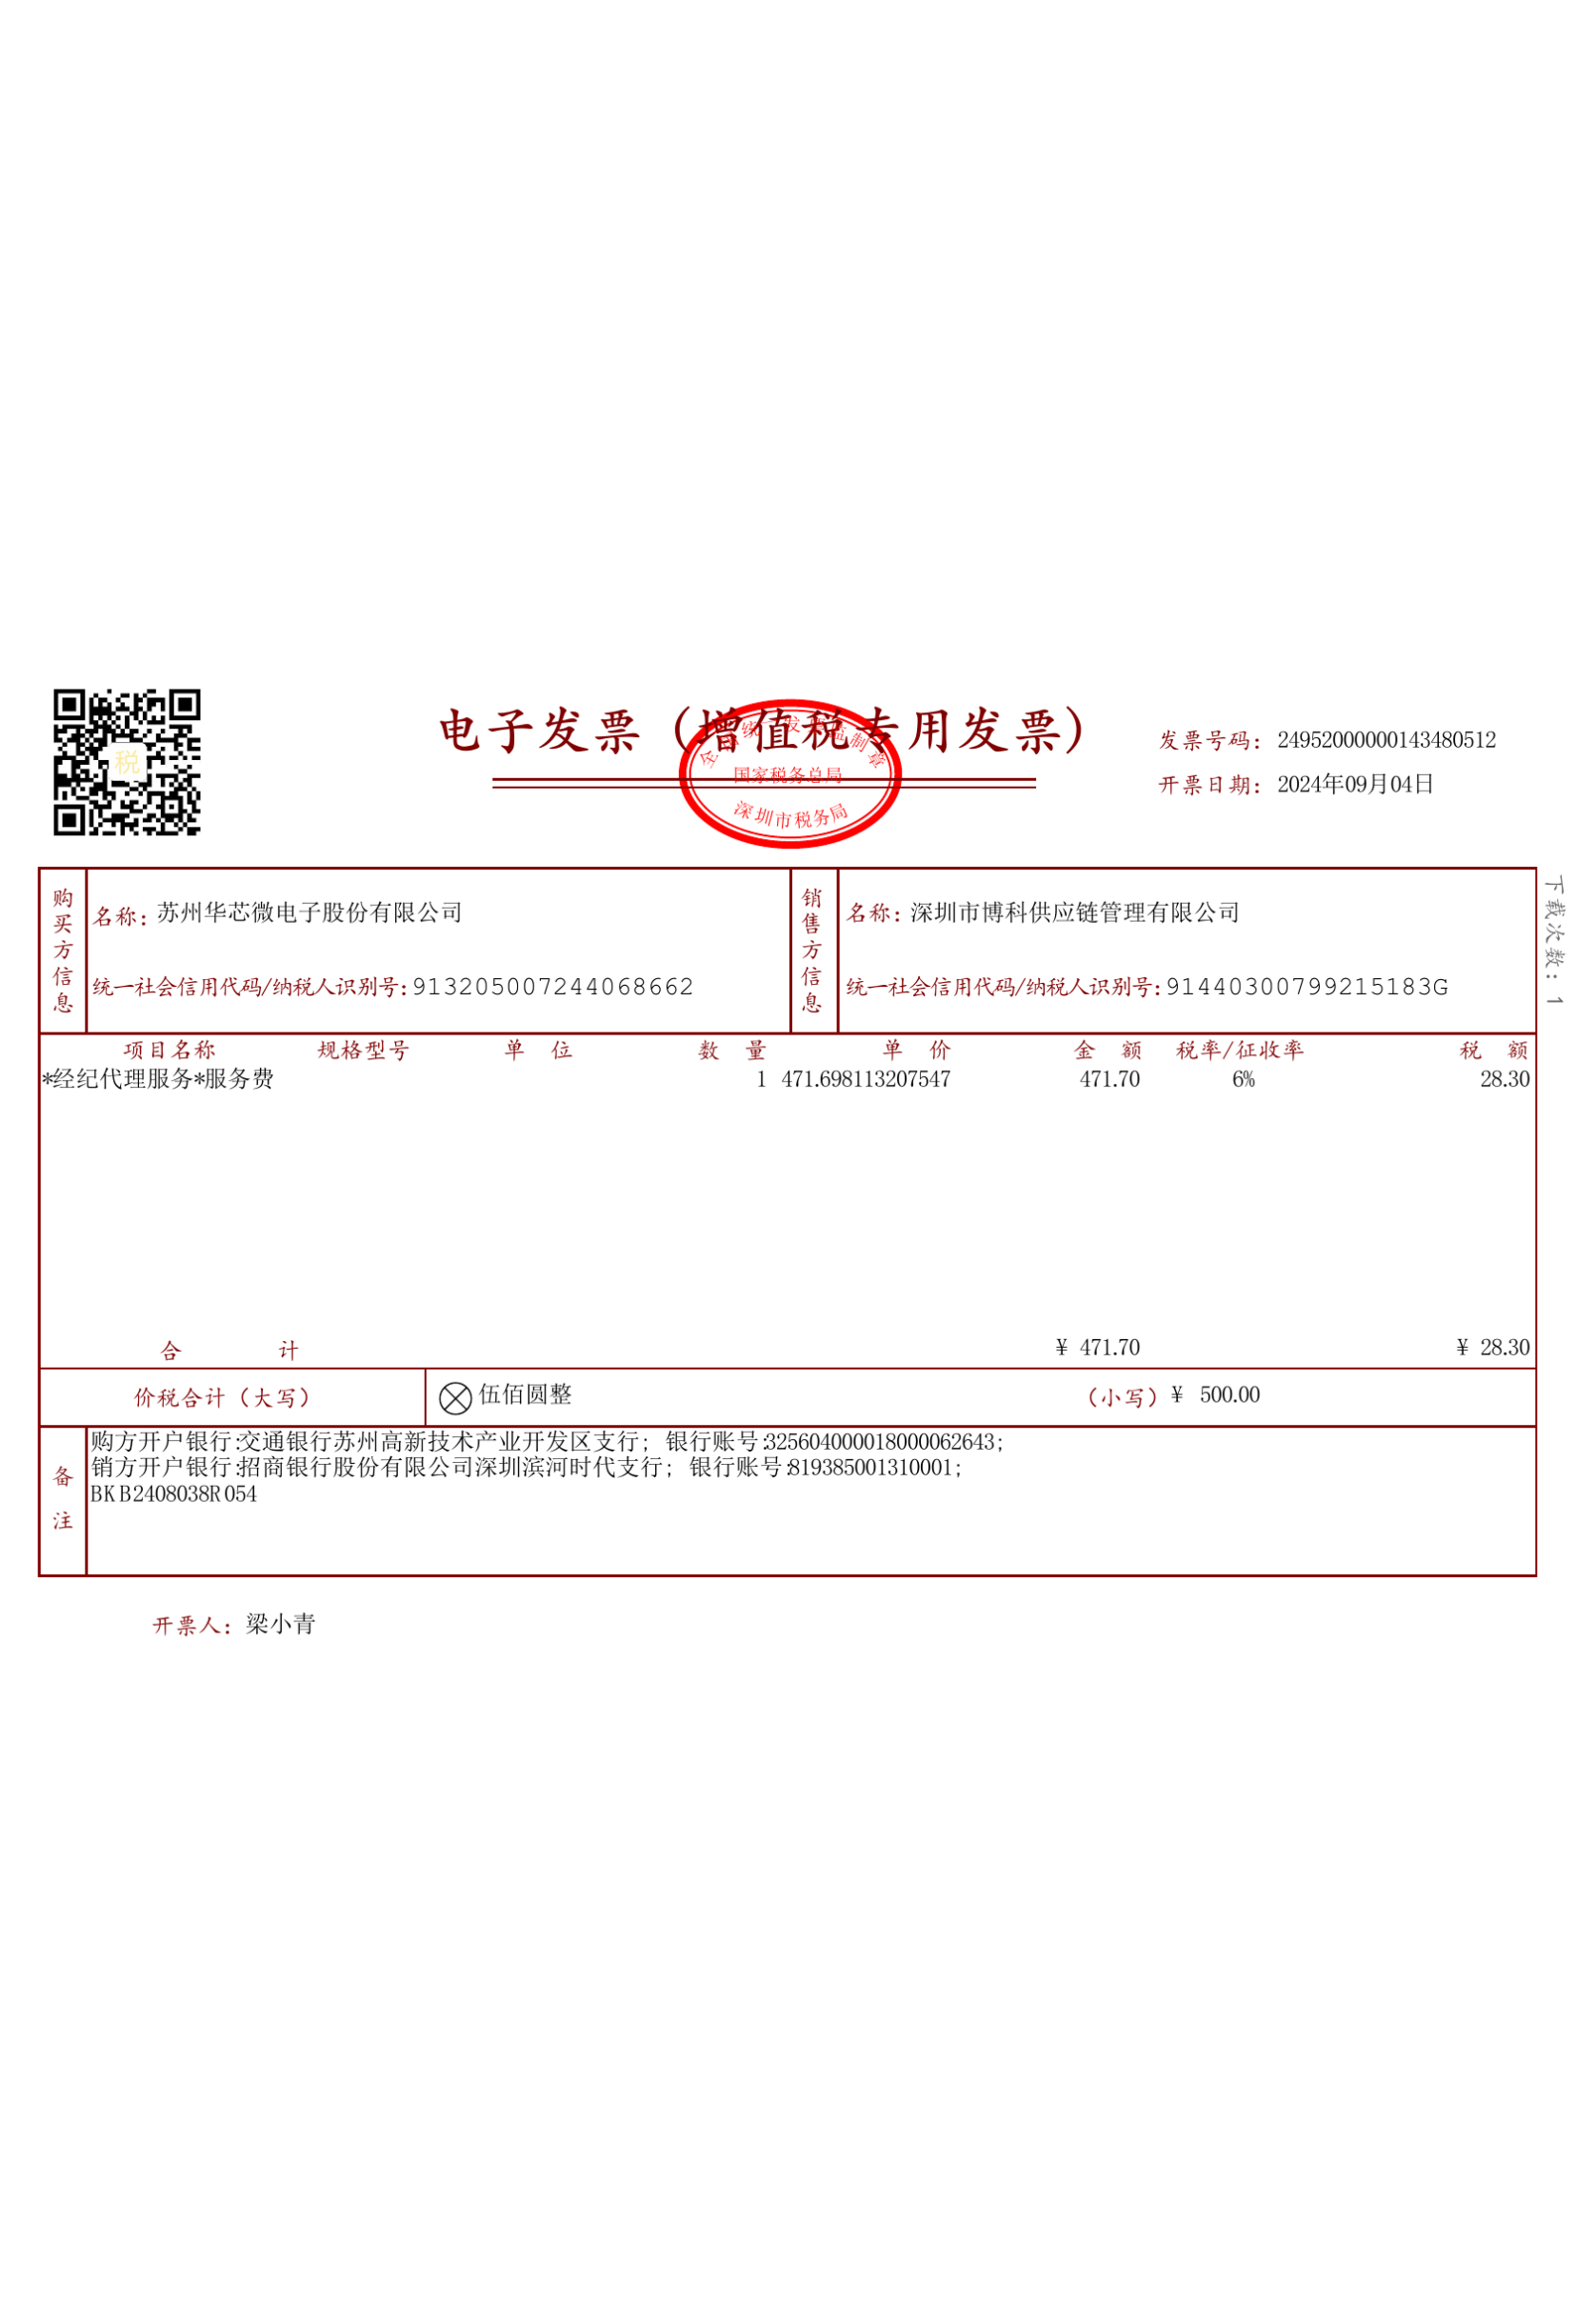 税
电子发票（增值税专用发票）
全国统一发票监制章
国家税务总局
深圳市税务局
发票号码：24952000000143480512
开票日期：2024年09月04日
下载次数：1
购买方信息
名称：苏州华芯微电子股份有限公司
统一社会信用代码/纳税人识别号：913205007244068662
销售方信息
名称：深圳市博科供应链管理有限公司
统一社会信用代码/纳税人识别号：91440300799215183G
项目名称 规格型号 单 位 数 量 单 价 金 额 税率/征收率 税 额
*经纪代理服务*服务费 1 471.698113207547 471.70 6% 28.30
合 计 ¥ 471.70 ¥ 28.30
价税合计（大写） 伍佰圆整 （小写）¥ 500.00
备注
购方开户银行:交通银行苏州高新技术产业开发区支行; 银行账号:325604000018000062643;
销方开户银行:招商银行股份有限公司深圳滨河时代支行; 银行账号:819385001310001;
BKB2408038R054
开票人：梁小青